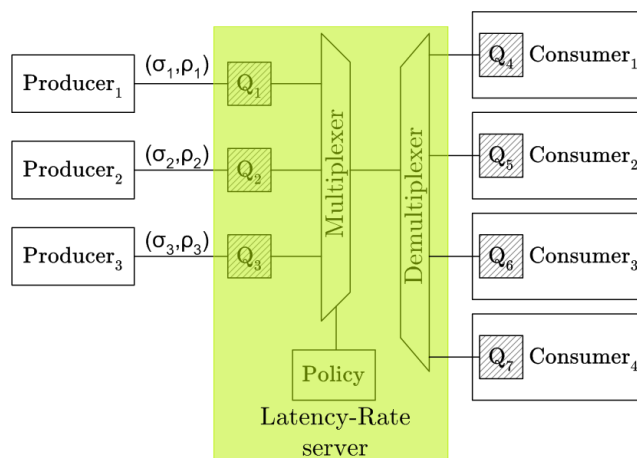 Producer₁
(σ₁,ρ₁)
Q₁
Producer₂
(σ₂,ρ₂)
Q₂
Producer₃
(σ₃,ρ₃)
Q₃
Multiplexer
Policy
Latency-Rate
server
Demultiplexer
Q₄ Consumer₁
Q₅ Consumer₂
Q₆ Consumer₃
Q₇ Consumer₄